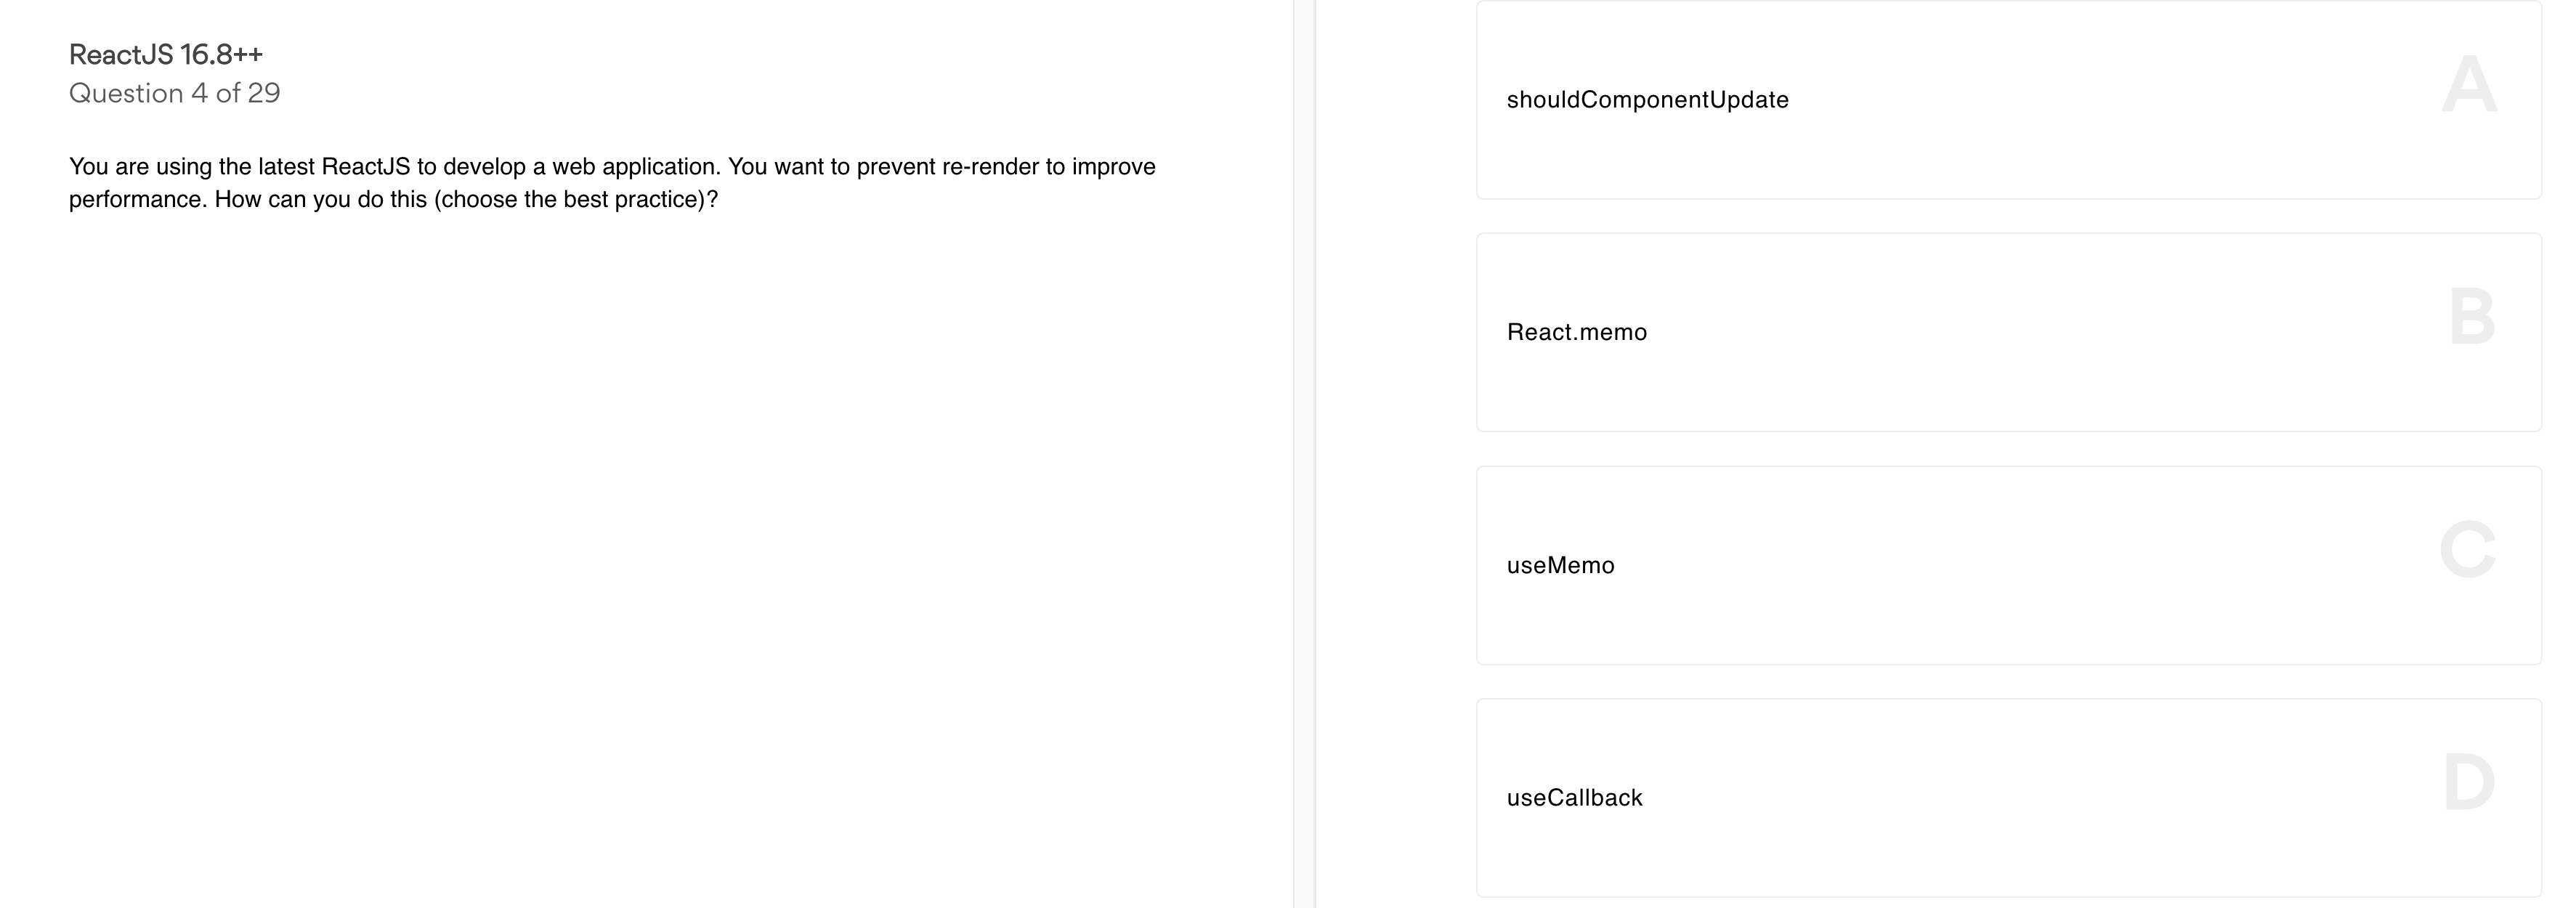 ReactJS 16.8++
Question 4 of 29
You are using the latest ReactJS to develop a web application. You want to prevent re-render to improve
performance. How can you do this (choose the best practice)?
A
shouldComponentUpdate
B
React.memo
C
useMemo
D
useCallback